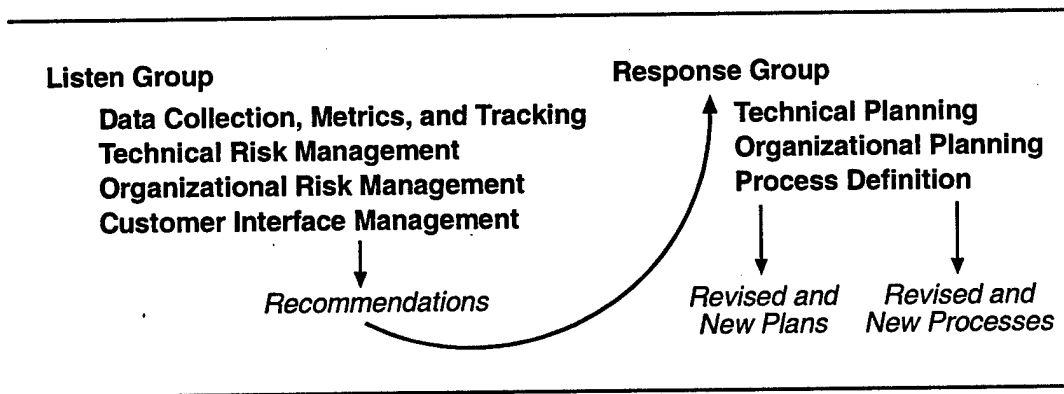 Listen Group
Data Collection, Metrics, and Tracking
Technical Risk Management
Organizational Risk Management
Customer Interface Management
Recommendations
Response Group
Technical Planning
Organizational Planning
Process Definition
Revised and
New Plans
Revised and
New Processes